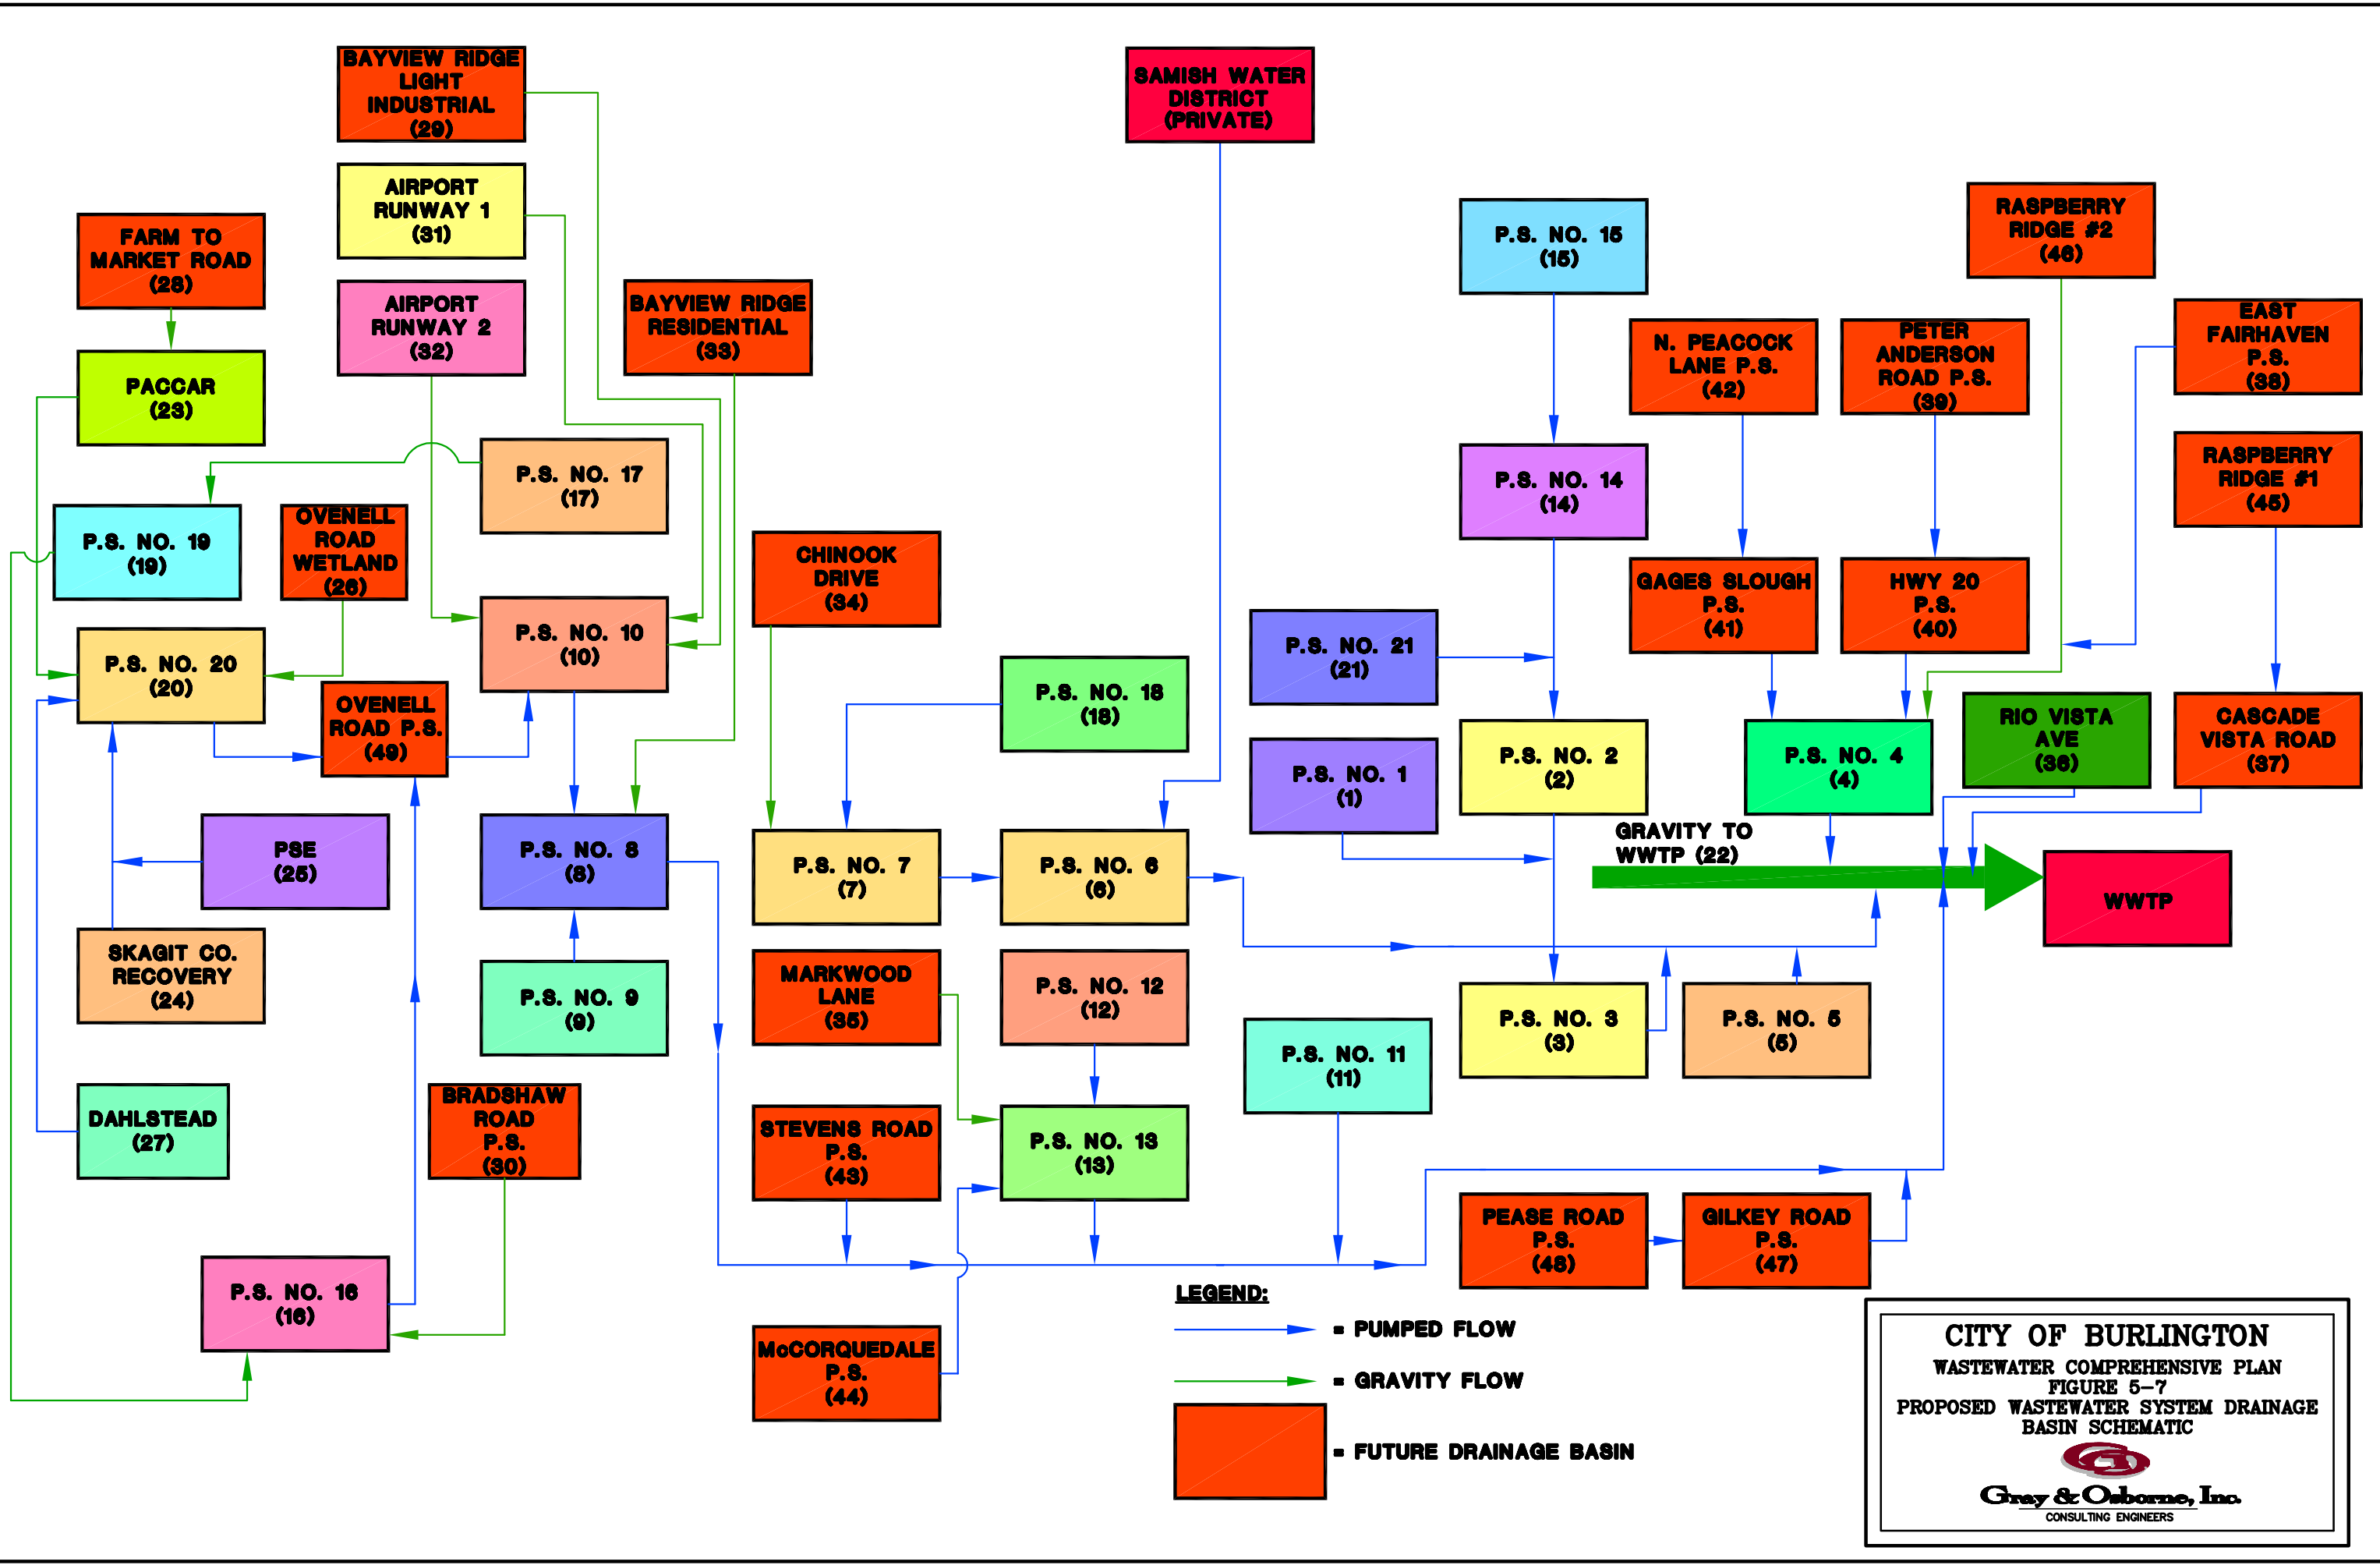 BAYVIEW RIDGE
LIGHT
INDUSTRIAL
(29)
SAMISH WATER
DISTRICT
(PRIVATE)
AIRPORT
RUNWAY 1
(31)
FARM TO
MARKET ROAD
(28)
AIRPORT
RUNWAY 2
(32)
BAYVIEW RIDGE
RESIDENTIAL
(33)
P.S. NO. 15
(15)
RASPBERRY
RIDGE #2
(46)
N. PEACOCK
LANE P.S.
(42)
PETER
ANDERSON
ROAD P.S.
(39)
EAST
FAIRHAVEN
P.S.
(38)
PACCAR
(23)
P.S. NO. 17
(17)
P.S. NO. 14
(14)
RASPBERRY
RIDGE #1
(45)
P.S. NO. 19
(19)
OVENELL
ROAD
WETLAND
(26)
CHINOOK
DRIVE
(34)
GAGES SLOUGH
P.S.
(41)
HWY 20
P.S.
(40)
P.S. NO. 10
(10)
P.S. NO. 21
(21)
P.S. NO. 20
(20)
OVENELL
ROAD P.S.
(49)
P.S. NO. 18
(18)
P.S. NO. 1
(1)
P.S. NO. 2
(2)
P.S. NO. 4
(4)
RIO VISTA
AVE
(36)
CASCADE
VISTA ROAD
(37)
PSE
(25)
P.S. NO. 8
(8)
P.S. NO. 7
(7)
P.S. NO. 6
(6)
GRAVITY TO
WWTP (22)
WWTP
SKAGIT CO.
RECOVERY
(24)
P.S. NO. 9
(9)
MARKWOOD
LANE
(35)
P.S. NO. 12
(12)
P.S. NO. 11
(11)
P.S. NO. 3
(3)
P.S. NO. 5
(5)
DAHLSTEAD
(27)
BRADSHAW
ROAD
P.S.
(30)
STEVENS ROAD
P.S.
(43)
P.S. NO. 13
(13)
PEASE ROAD
P.S.
(48)
GILKEY ROAD
P.S.
(47)
P.S. NO. 16
(16)
McCORQUEDALE
P.S.
(44)
LEGEND:
= PUMPED FLOW
= GRAVITY FLOW
= FUTURE DRAINAGE BASIN
CITY OF BURLINGTON
WASTEWATER COMPREHENSIVE PLAN
FIGURE 5-7
PROPOSED WASTEWATER SYSTEM DRAINAGE
BASIN SCHEMATIC
Gray & Osborne, Inc.
CONSULTING ENGINEERS